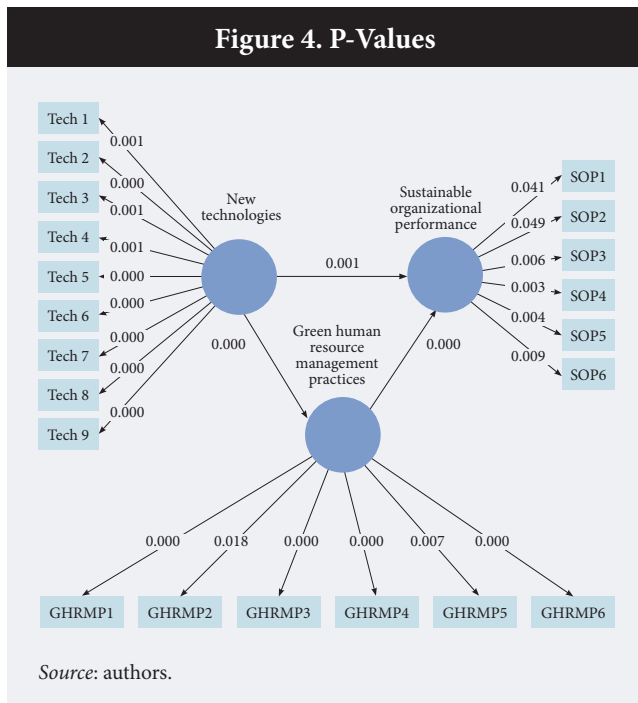 Figure 4. P-Values
Tech 1
Tech 2
Tech 3
Tech 4
Tech 5
Tech 6
Tech 7
Tech 8
Tech 9
0.001
0.000
0.001
0.001
0.000
0.000
0.000
0.000
0.000
New
technologies
0.001
0.000
Green human
resource
management
practices
0.000
Sustainable
organizational
performance
0.041
0.049
0.006
0.003
0.004
0.009
SOP1
SOP2
SOP3
SOP4
SOP5
SOP6
0.000
0.018
0.000
0.000
0.007
0.000
GHRMP1
GHRMP2
GHRMP3
GHRMP4
GHRMP5
GHRMP6
Source: authors.